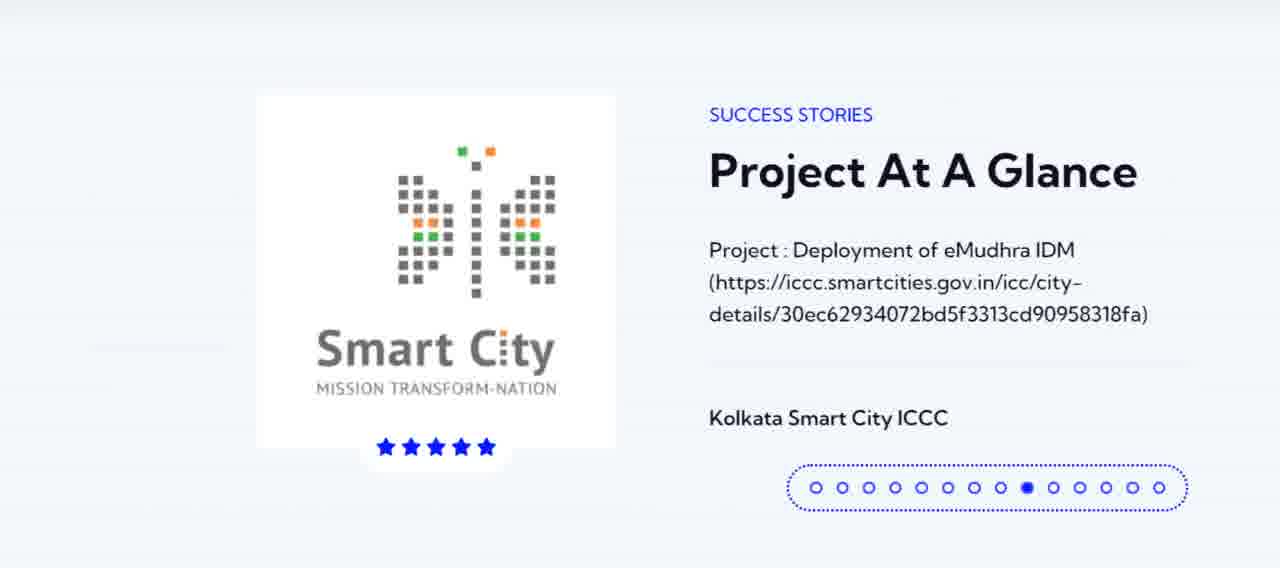 SUCCESS STORIES
Project At A Glance
Project : Deployment of eMudhra IDM
(https://iccc.smartcities.gov.in/icc/city-
details/30ec62934072bd5f3313cd90958318fa)
Kolkata Smart City ICCC
Smart City
MISSION TRANSFORM-NATION